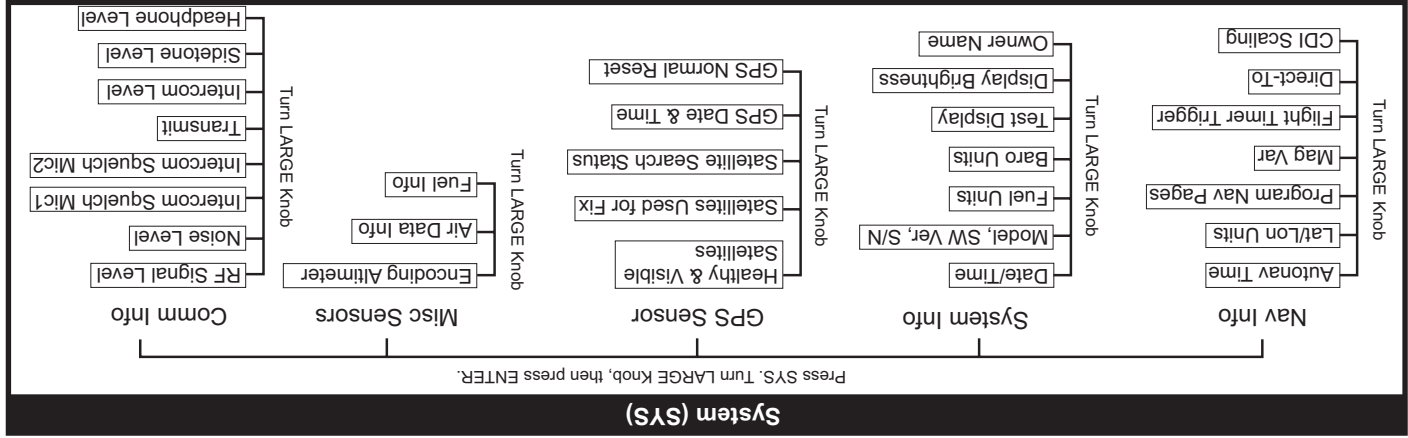 System (SYS)
Press SYS. Turn LARGE Knob, then press ENTER.
Nav Info
Autonav Time
Lat/Lon Units
Program Nav Pages
Mag Var
Flight Timer Trigger
Direct-To
CDI Scaling
Turn LARGE Knob
System Info
Date/Time
Model, SW Ver, S/N
Fuel Units
Baro Units
Test Display
Display Brightness
Owner Name
Turn LARGE Knob
GPS Sensor
Healthy & Visible
Satellites
Satellites Used for Fix
Satellite Search Status
GPS Date & Time
GPS Normal Reset
Turn LARGE Knob
Misc Sensors
Encoding Altimeter
Air Data Info
Fuel Info
Turn LARGE Knob
Comm Info
RF Signal Level
Noise Level
Intercom Squelch Mic1
Intercom Squelch Mic2
Transmit
Intercom Level
Sidetone Level
Headphone Level
Turn LARGE Knob